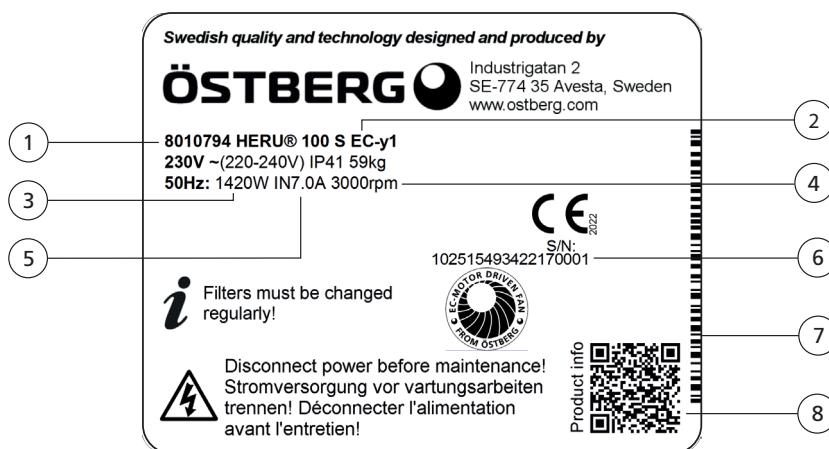 Swedish quality and technology designed and produced by
ÖSTBERG
Industrigatan 2
SE-774 35 Avesta, Sweden
www.ostberg.com
1
2
8010794 HERU® 100 S EC-y1
230V ~(220-240V) IP41 59kg
3
50Hz: 1420W IN7.0A 3000rpm
4
CE
2022
5
S/N:
102515493422170001
6
i
Filters must be changed
regularly!
EC-MOTOR DRIVEN FAN
FROM ÖSTBERG
7
Product info
Disconnect power before maintenance!
Stromversorgung vor vartungsarbeiten
trennen! Déconnecter l'alimentation
avant l'entretien!
8